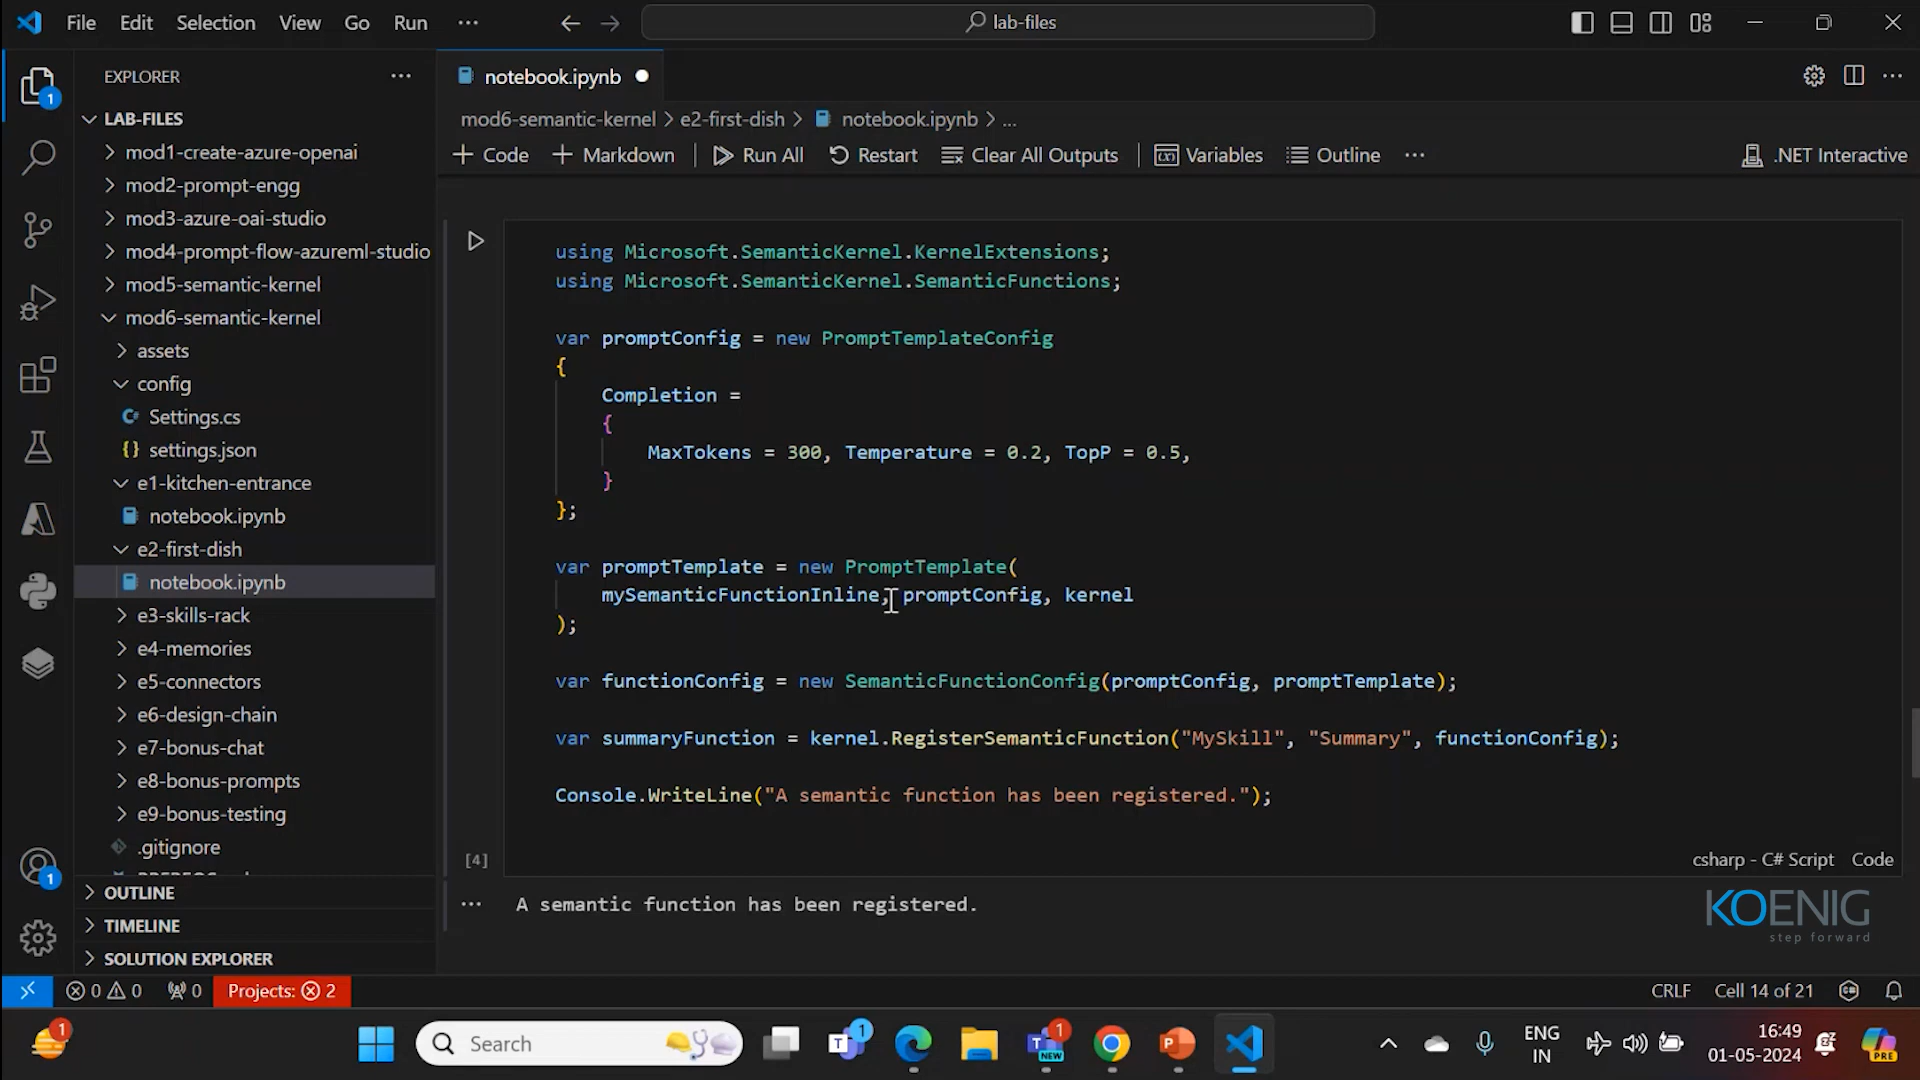 File Edit Selection View Go Run ···
lab-files
EXPLORER
LAB-FILES
mod1-create-azure-openai
mod2-prompt-engg
mod3-azure-oai-studio
mod4-prompt-flow-azureml-studio
mod5-semantic-kernel
mod6-semantic-kernel
assets
config
Settings.cs
{} settings.json
e1-kitchen-entrance
notebook.ipynb
e2-first-dish
notebook.ipynb
e3-skills-rack
e4-memories
e5-connectors
e6-design-chain
e7-bonus-chat
e8-bonus-prompts
e9-bonus-testing
.gitignore
OUTLINE
TIMELINE
SOLUTION EXPLORER
1
1
notebook.ipynb
mod6-semantic-kernel > e2-first-dish > notebook.ipynb > ...
+ Code + Markdown Run All Restart Clear All Outputs Variables Outline ··· .NET Interactive
using Microsoft.SemanticKernel.KernelExtensions;
using Microsoft.SemanticKernel.SemanticFunctions;
var promptConfig = new PromptTemplateConfig
{
Completion =
{
MaxTokens = 300, Temperature = 0.2, TopP = 0.5,
}
};
var promptTemplate = new PromptTemplate(
mySemanticFunctionInline, promptConfig, kernel
);
var functionConfig = new SemanticFunctionConfig(promptConfig, promptTemplate);
var summaryFunction = kernel.RegisterSemanticFunction("MySkill", "Summary", functionConfig);
Console.WriteLine("A semantic function has been registered.");
[4]
csharp - C# Script Code
A semantic function has been registered.
KOENIG
step forward
0 0 0 Projects: 2
CRLF Cell 14 of 21
1
Search
1
1
NEW
ENG
IN
16:49
01-05-2024
PRE